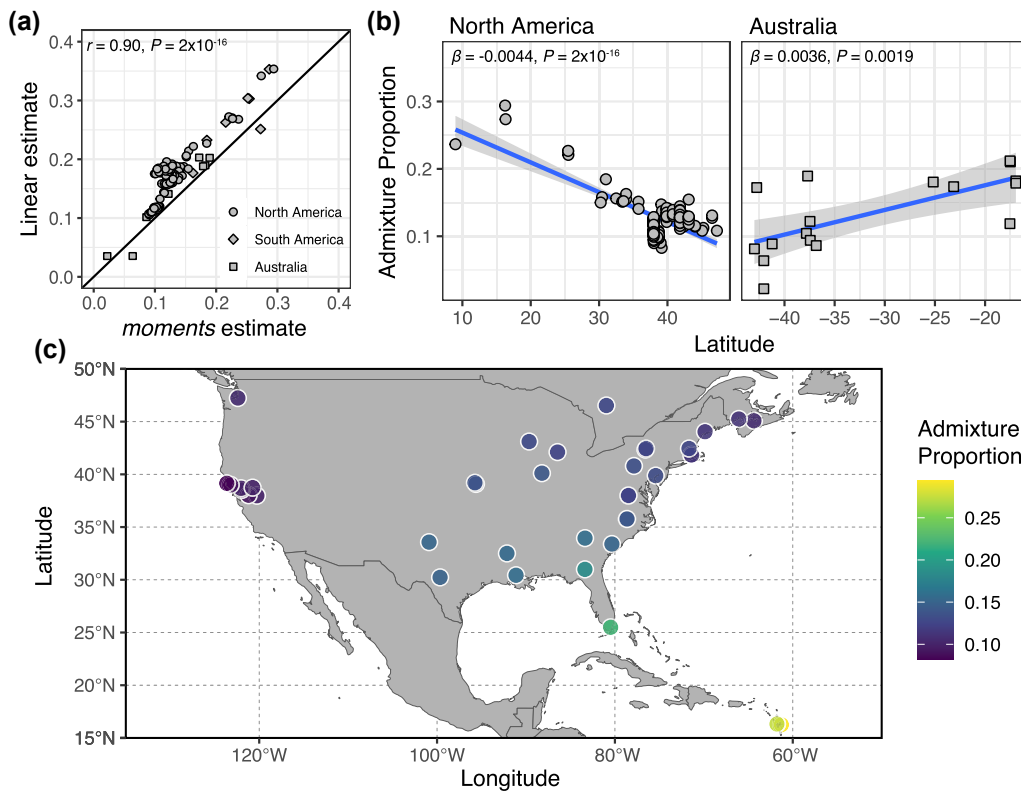 (a)
r = 0.90, P = 2x10-16
Linear estimate
0.4
0.3
0.2
0.1
0.0
North America
South America
Australia
0.0 0.1 0.2 0.3 0.4
moments estimate
(b)
North America
β = -0.0044, P = 2x10-16
Admixture Proportion
0.3
0.2
0.1
10 20 30 40
Australia
β = 0.0036, P = 0.0019
−40 −35 −30 −25 −20
Latitude
(c)
Latitude
50°N
45°N
40°N
35°N
30°N
25°N
20°N
15°N
120°W 100°W 80°W 60°W
Longitude
Admixture
Proportion
0.25
0.20
0.15
0.10